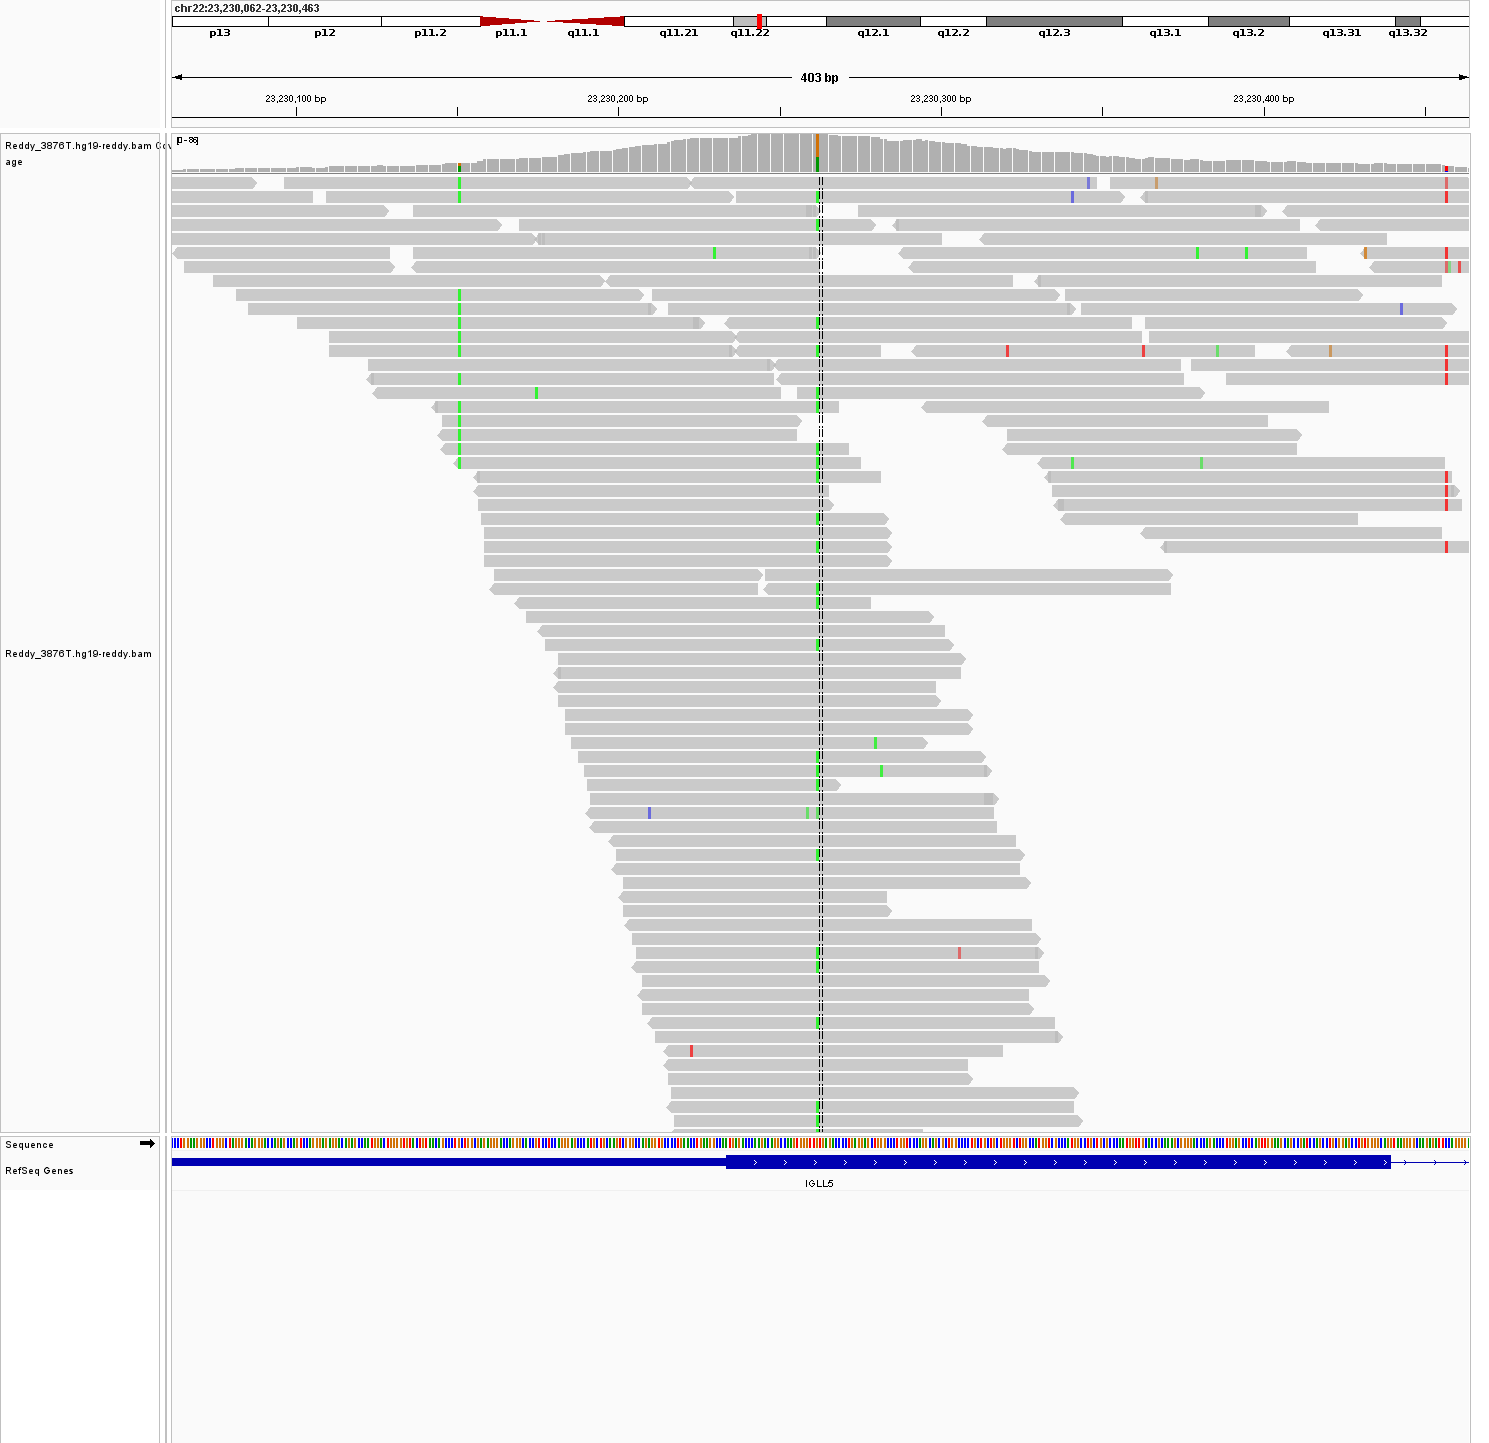 chr22:23,230,062-23,230,463
p13 p12 p11.2 p11.1 q11.1 q11.21 q11.22 q12.1 q12.2 q12.3 q13.1 q13.2 q13.31 q13.32
403 bp
23,230,100 bp 23,230,200 bp 23,230,300 bp 23,230,400 bp
Reddy_3876T.hg19-reddy.bam Cov
age
[0-86]
Reddy_3876T.hg19-reddy.bam
Sequence
RefSeq Genes
IGLL5